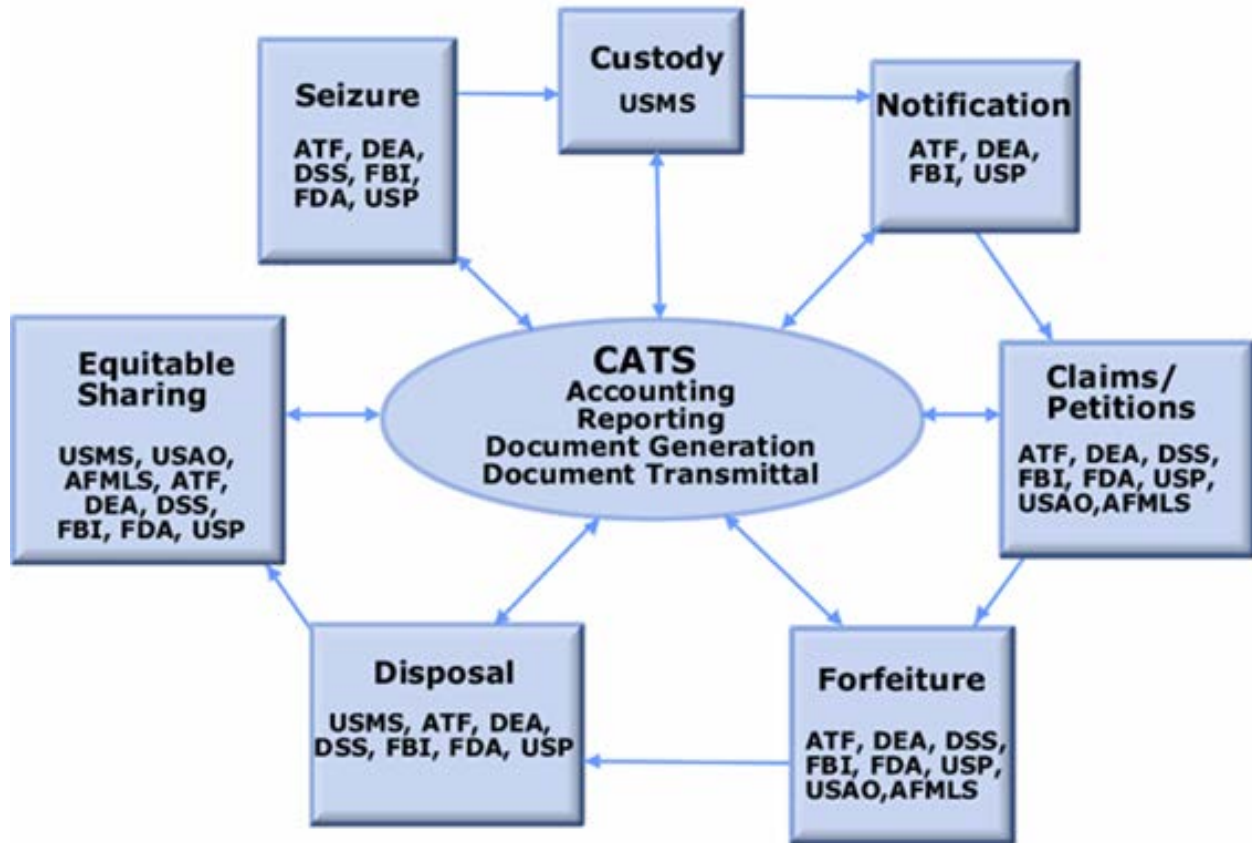 Seizure
ATF, DEA,
DSS, FBI,
FDA, USP
Custody
USMS
Notification
ATF, DEA,
FBI, USP
CATS
Accounting
Reporting
Document Generation
Document Transmittal
Equitable
Sharing
USMS, USAO,
AFMLS, ATF,
DEA, DSS,
FBI, FDA, USP
Claims/
Petitions
ATF, DEA, DSS,
FBI, FDA, USP,
USAO,AFMLS
Disposal
USMS, ATF, DEA,
DSS, FBI, FDA, USP
Forfeiture
ATF, DEA, DSS,
FBI, FDA, USP,
USAO,AFMLS